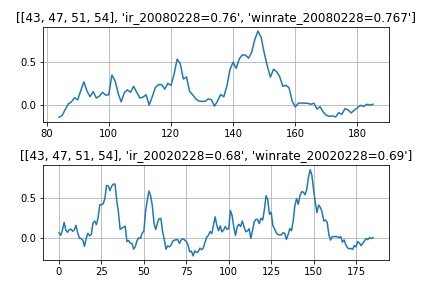 [[43, 47, 51, 54], 'ir_20080228=0.76', 'winrate_20080228=0.767']
0.5
0.0
80 100 120 140 160 180
[[43, 47, 51, 54], 'ir_20020228=0.68', 'winrate_20020228=0.69']
0.5
0.0
0 25 50 75 100 125 150 175